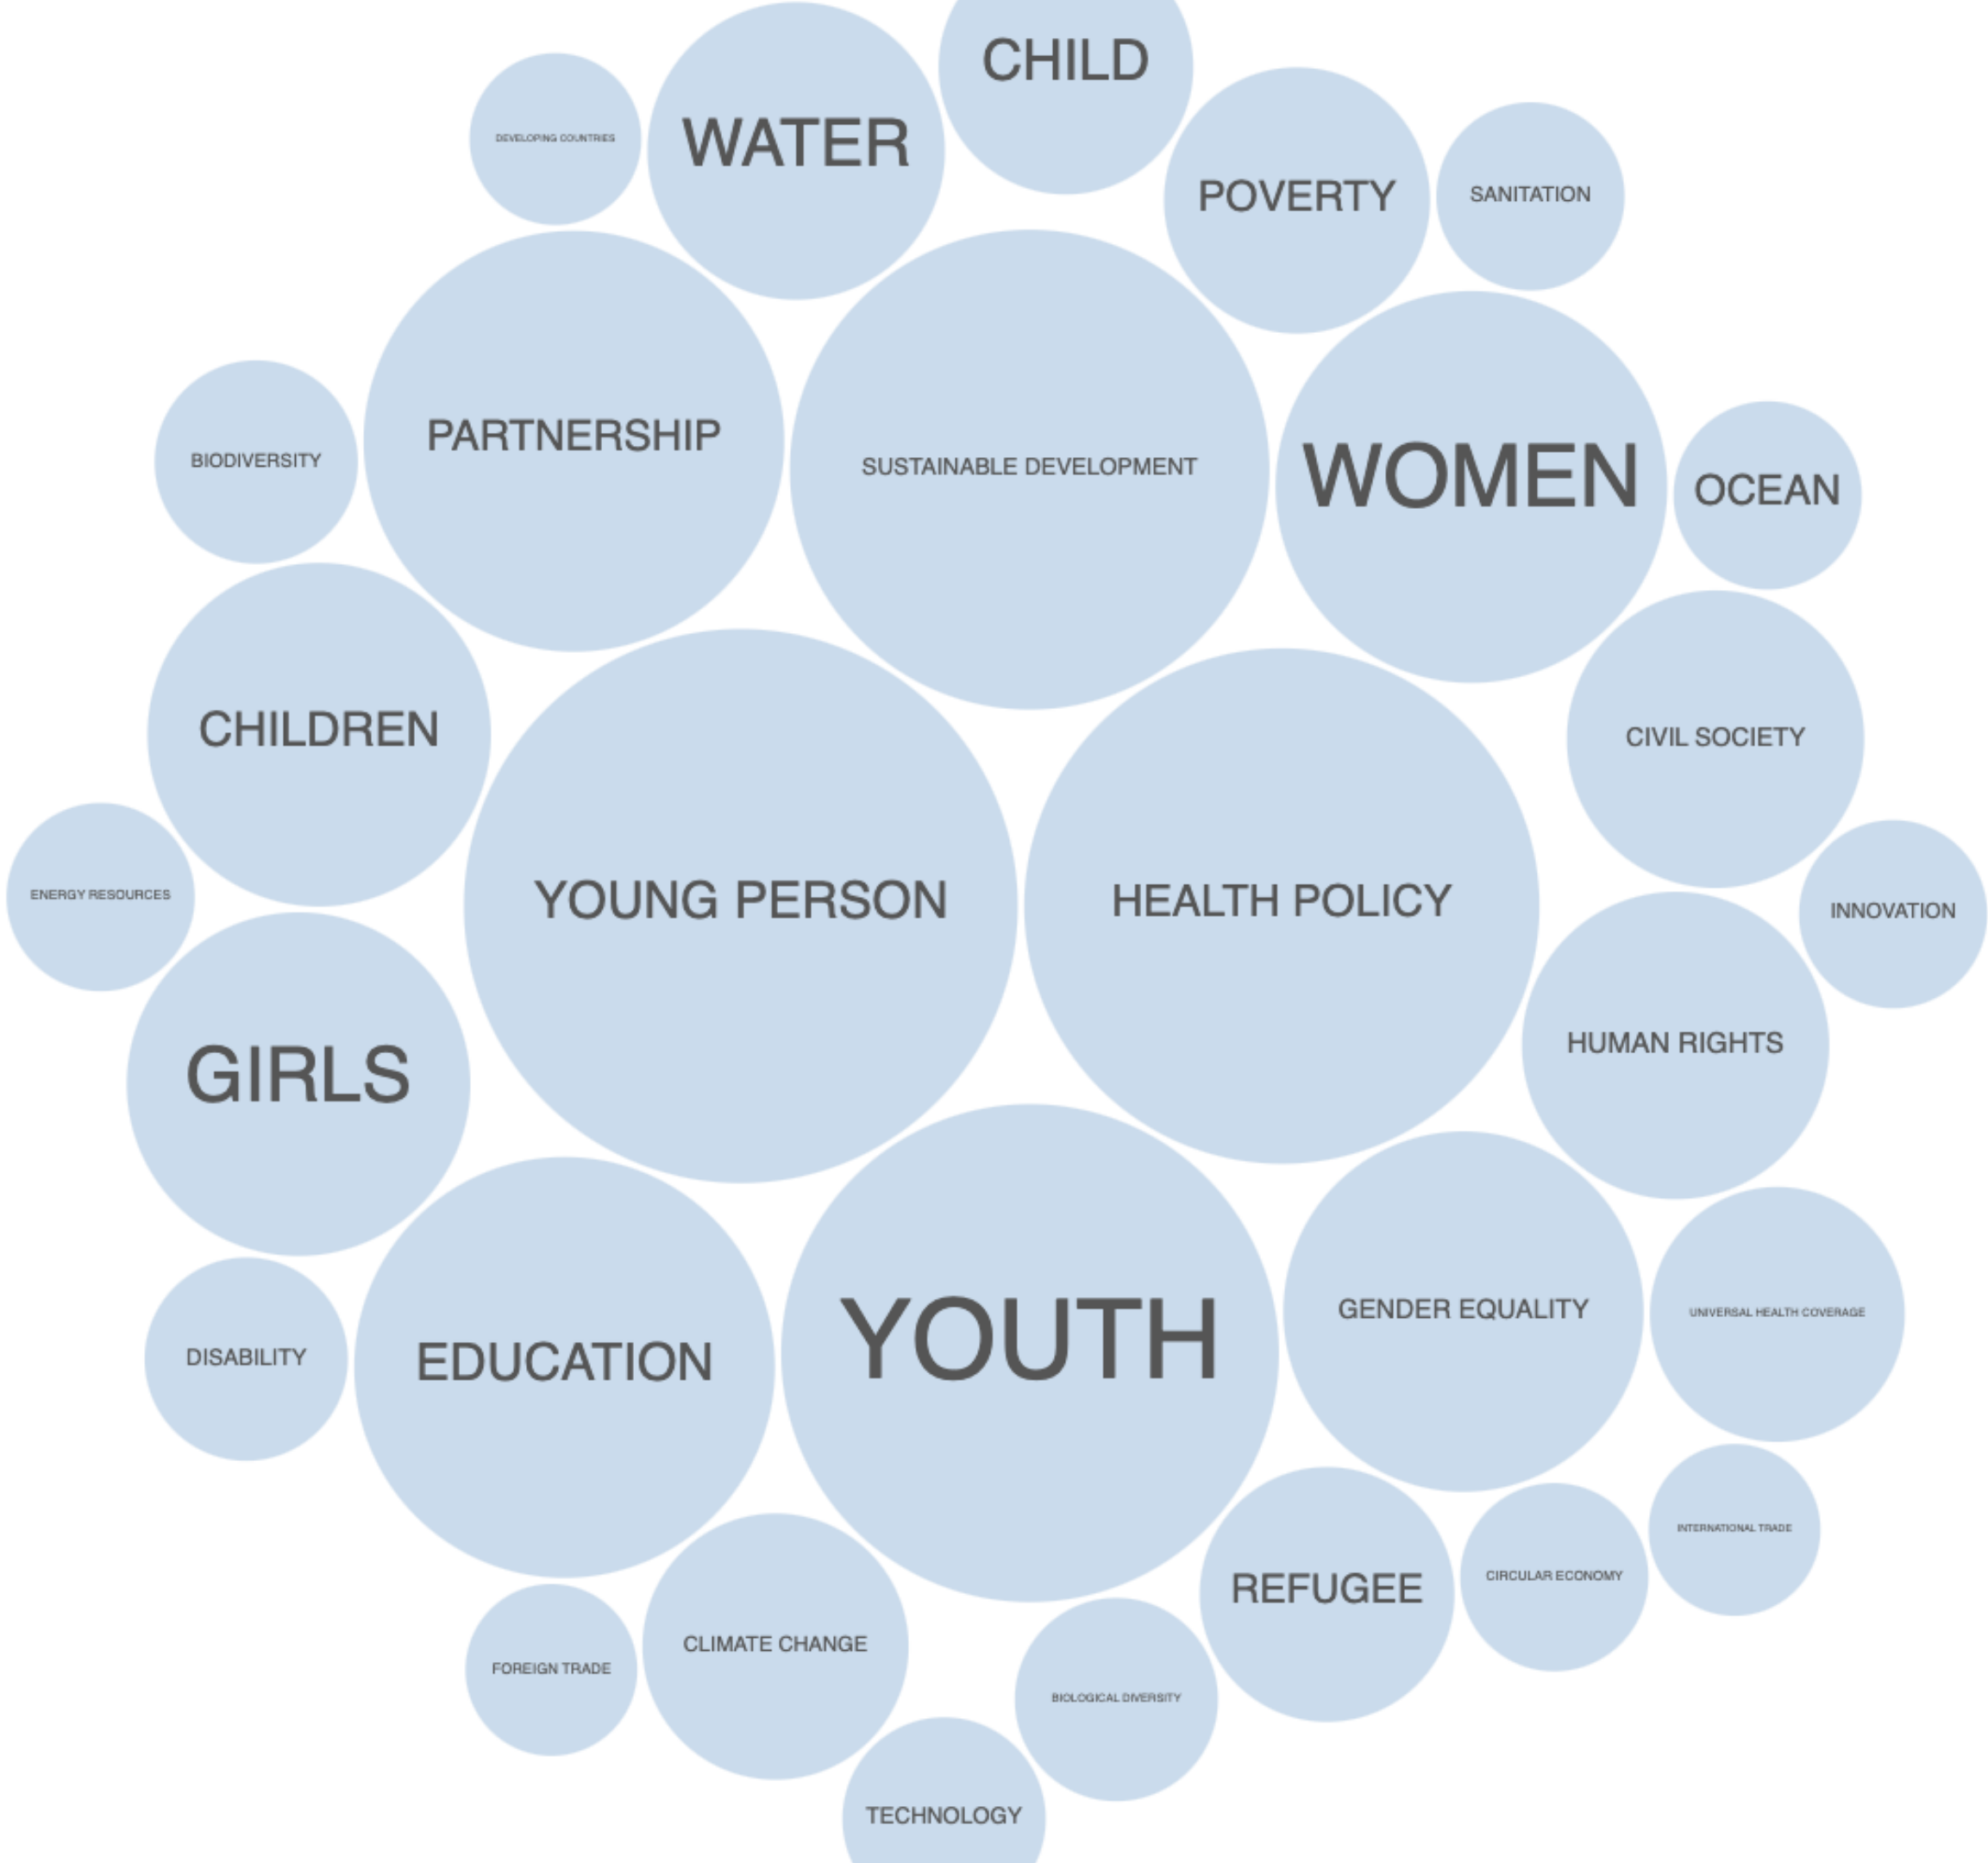 CHILD
DEVELOPING COUNTRIES
WATER
POVERTY
SANITATION
PARTNERSHIP
BIODIVERSITY
SUSTAINABLE DEVELOPMENT
WOMEN
OCEAN
CHILDREN
CIVIL SOCIETY
ENERGY RESOURCES
YOUNG PERSON
HEALTH POLICY
INNOVATION
HUMAN RIGHTS
GIRLS
DISABILITY
EDUCATION
YOUTH
GENDER EQUALITY
UNIVERSAL HEALTH COVERAGE
INTERNATIONAL TRADE
REFUGEE
CIRCULAR ECONOMY
FOREIGN TRADE
CLIMATE CHANGE
BIOLOGICAL DIVERSITY
TECHNOLOGY